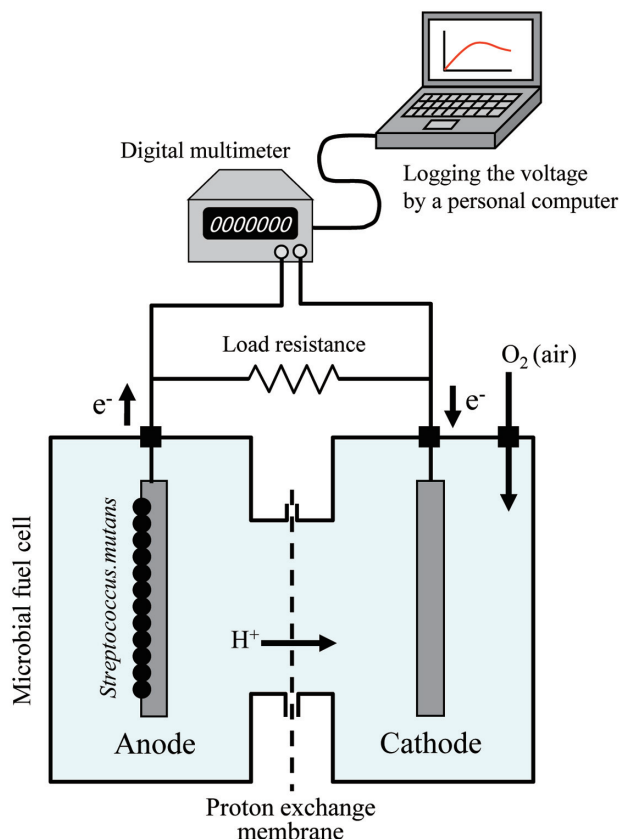 Digital multimeter
0000000
Logging the voltage
by a personal computer
Load resistance
O₂ (air)
e⁻
e⁻
Microbial fuel cell
Streptococcus.mutans
H⁺
Anode
Cathode
Proton exchange
membrane